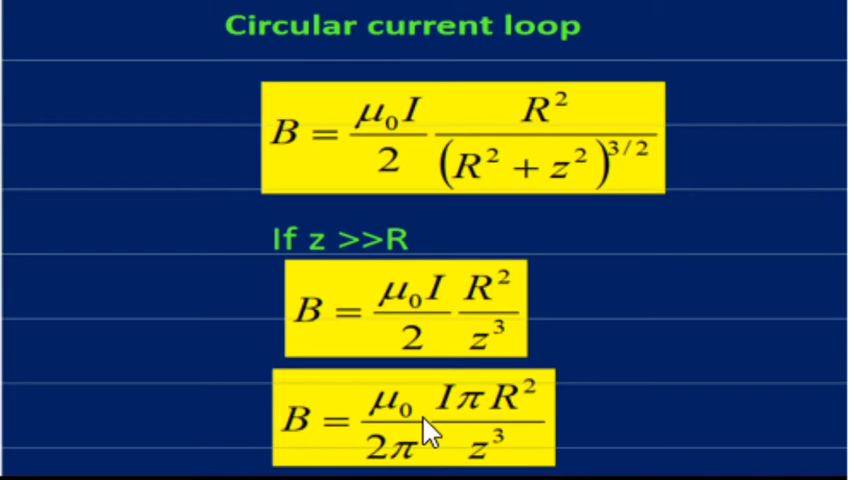 Circular current loop
B = μ₀I / 2 R² / (R² + z²)^3/2
If z >>R
B = μ₀I / 2 R² / z³
B = μ₀ / 2π IπR² / z³